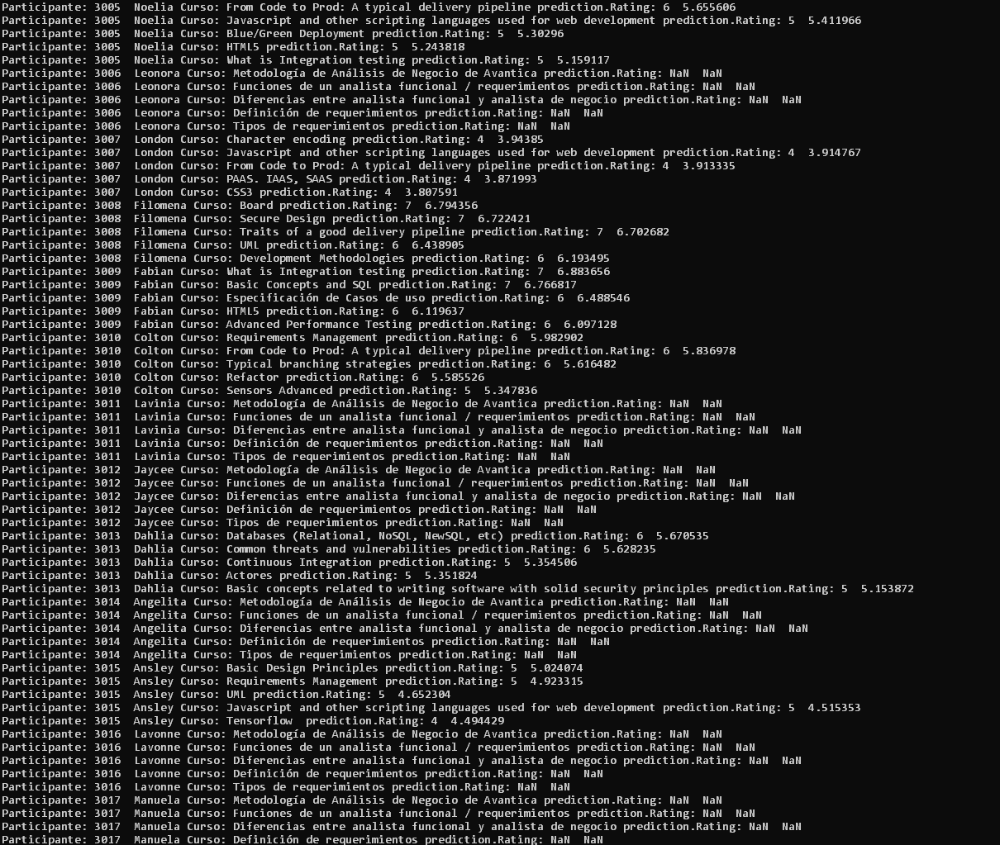 Participante: 3005  Noelia Curso: From Code to Prod: A typical delivery pipeline prediction.Rating: 6  5.655606
Participante: 3005  Noelia Curso: Javascript and other scripting languages used for web development prediction.Rating: 5  5.411966
Participante: 3005  Noelia Curso: Blue/Green Deployment prediction.Rating: 5  5.30296
Participante: 3005  Noelia Curso: HTML5 prediction.Rating: 5  5.243818
Participante: 3005  Noelia Curso: What is Integration testing prediction.Rating: 5  5.159117
Participante: 3006  Leonora Curso: Metodología de Análisis de Negocio de Avantica prediction.Rating: NaN  NaN
Participante: 3006  Leonora Curso: Funciones de un analista funcional / requerimientos prediction.Rating: NaN  NaN
Participante: 3006  Leonora Curso: Diferencias entre analista funcional y analista de negocio prediction.Rating: NaN  NaN
Participante: 3006  Leonora Curso: Definición de requerimientos prediction.Rating: NaN  NaN
Participante: 3006  Leonora Curso: Tipos de requerimientos prediction.Rating: NaN  NaN
Participante: 3007  London Curso: Character encoding prediction.Rating: 4  3.94385
Participante: 3007  London Curso: Javascript and other scripting languages used for web development prediction.Rating: 4  3.914767
Participante: 3007  London Curso: From Code to Prod: A typical delivery pipeline prediction.Rating: 4  3.913335
Participante: 3007  London Curso: PAAS. IAAS, SAAS prediction.Rating: 4  3.871993
Participante: 3007  London Curso: CSS3 prediction.Rating: 4  3.807591
Participante: 3008  Filomena Curso: Board prediction.Rating: 7  6.794356
Participante: 3008  Filomena Curso: Secure Design prediction.Rating: 7  6.722421
Participante: 3008  Filomena Curso: Traits of a good delivery pipeline prediction.Rating: 7  6.702682
Participante: 3008  Filomena Curso: UML prediction.Rating: 6  6.438905
Participante: 3008  Filomena Curso: Development Methodologies prediction.Rating: 6  6.193495
Participante: 3009  Fabian Curso: What is Integration testing prediction.Rating: 7  6.883656
Participante: 3009  Fabian Curso: Basic Concepts and SQL prediction.Rating: 7  6.766817
Participante: 3009  Fabian Curso: Especificación de Casos de uso prediction.Rating: 6  6.488546
Participante: 3009  Fabian Curso: HTML5 prediction.Rating: 6  6.119637
Participante: 3009  Fabian Curso: Advanced Performance Testing prediction.Rating: 6  6.097128
Participante: 3010  Colton Curso: Requirements Management prediction.Rating: 6  5.982902
Participante: 3010  Colton Curso: From Code to Prod: A typical delivery pipeline prediction.Rating: 6  5.836978
Participante: 3010  Colton Curso: Typical branching strategies prediction.Rating: 6  5.616482
Participante: 3010  Colton Curso: Refactor prediction.Rating: 6  5.585526
Participante: 3010  Colton Curso: Sensors Advanced prediction.Rating: 5  5.347836
Participante: 3011  Lavinia Curso: Metodología de Análisis de Negocio de Avantica prediction.Rating: NaN  NaN
Participante: 3011  Lavinia Curso: Funciones de un analista funcional / requerimientos prediction.Rating: NaN  NaN
Participante: 3011  Lavinia Curso: Diferencias entre analista funcional y analista de negocio prediction.Rating: NaN  NaN
Participante: 3011  Lavinia Curso: Definición de requerimientos prediction.Rating: NaN  NaN
Participante: 3011  Lavinia Curso: Tipos de requerimientos prediction.Rating: NaN  NaN
Participante: 3012  Jaycee Curso: Metodología de Análisis de Negocio de Avantica prediction.Rating: NaN  NaN
Participante: 3012  Jaycee Curso: Funciones de un analista funcional / requerimientos prediction.Rating: NaN  NaN
Participante: 3012  Jaycee Curso: Diferencias entre analista funcional y analista de negocio prediction.Rating: NaN  NaN
Participante: 3012  Jaycee Curso: Definición de requerimientos prediction.Rating: NaN  NaN
Participante: 3012  Jaycee Curso: Tipos de requerimientos prediction.Rating: NaN  NaN
Participante: 3013  Dahlia Curso: Databases (Relational, NoSQL, NewSQL, etc) prediction.Rating: 6  5.670535
Participante: 3013  Dahlia Curso: Common threats and vulnerabilities prediction.Rating: 6  5.628235
Participante: 3013  Dahlia Curso: Continuous Integration prediction.Rating: 5  5.354506
Participante: 3013  Dahlia Curso: Actores prediction.Rating: 5  5.351824
Participante: 3013  Dahlia Curso: Basic concepts related to writing software with solid security principles prediction.Rating: 5  5.153872
Participante: 3014  Angelita Curso: Metodología de Análisis de Negocio de Avantica prediction.Rating: NaN  NaN
Participante: 3014  Angelita Curso: Funciones de un analista funcional / requerimientos prediction.Rating: NaN  NaN
Participante: 3014  Angelita Curso: Diferencias entre analista funcional y analista de negocio prediction.Rating: NaN  NaN
Participante: 3014  Angelita Curso: Definición de requerimientos prediction.Rating: NaN  NaN
Participante: 3014  Angelita Curso: Tipos de requerimientos prediction.Rating: NaN  NaN
Participante: 3015  Ansley Curso: Basic Design Principles prediction.Rating: 5  5.024074
Participante: 3015  Ansley Curso: Requirements Management prediction.Rating: 5  4.923315
Participante: 3015  Ansley Curso: UML prediction.Rating: 5  4.652304
Participante: 3015  Ansley Curso: Javascript and other scripting languages used for web development prediction.Rating: 5  4.515353
Participante: 3015  Ansley Curso: Tensorflow  prediction.Rating: 4  4.494429
Participante: 3016  Lavonne Curso: Metodología de Análisis de Negocio de Avantica prediction.Rating: NaN  NaN
Participante: 3016  Lavonne Curso: Funciones de un analista funcional / requerimientos prediction.Rating: NaN  NaN
Participante: 3016  Lavonne Curso: Diferencias entre analista funcional y analista de negocio prediction.Rating: NaN  NaN
Participante: 3016  Lavonne Curso: Definición de requerimientos prediction.Rating: NaN  NaN
Participante: 3016  Lavonne Curso: Tipos de requerimientos prediction.Rating: NaN  NaN
Participante: 3017  Manuela Curso: Metodología de Análisis de Negocio de Avantica prediction.Rating: NaN  NaN
Participante: 3017  Manuela Curso: Funciones de un analista funcional / requerimientos prediction.Rating: NaN  NaN
Participante: 3017  Manuela Curso: Diferencias entre analista funcional y analista de negocio prediction.Rating: NaN  NaN
Participante: 3017  Manuela Curso: Definición de requerimientos prediction.Rating: NaN  NaN